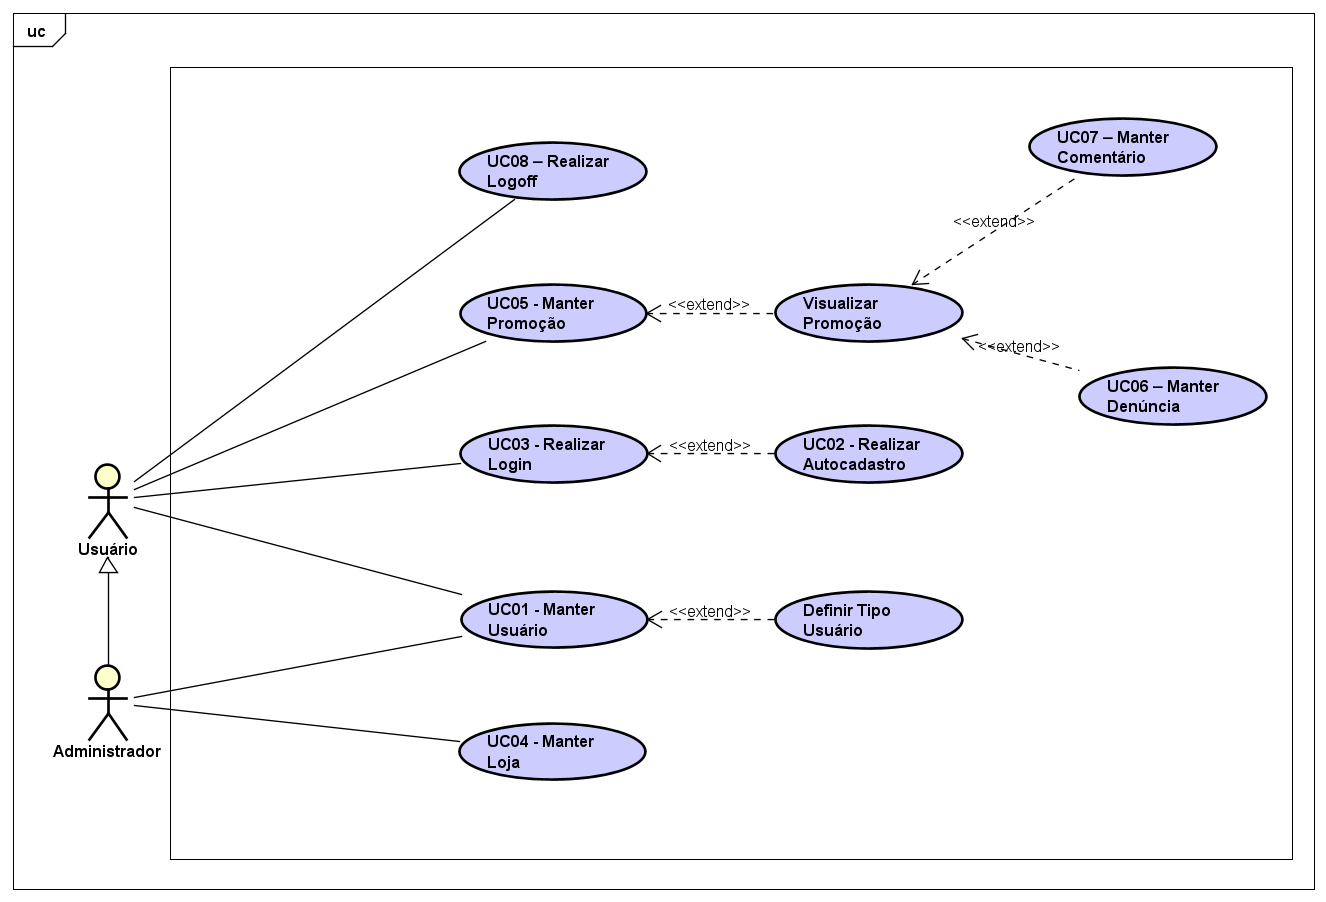 uc
UC07 – Manter
Comentário
UC08 – Realizar
Logoff
<<extend>>
UC05 - Manter
Promoção
<<extend>>
Visualizar
Promoção
<<extend>>
UC06 – Manter
Denúncia
UC03 - Realizar
Login
<<extend>>
UC02 - Realizar
Autocadastro
Usuário
UC01 - Manter
Usuário
<<extend>>
Definir Tipo
Usuário
Administrador
UC04 - Manter
Loja